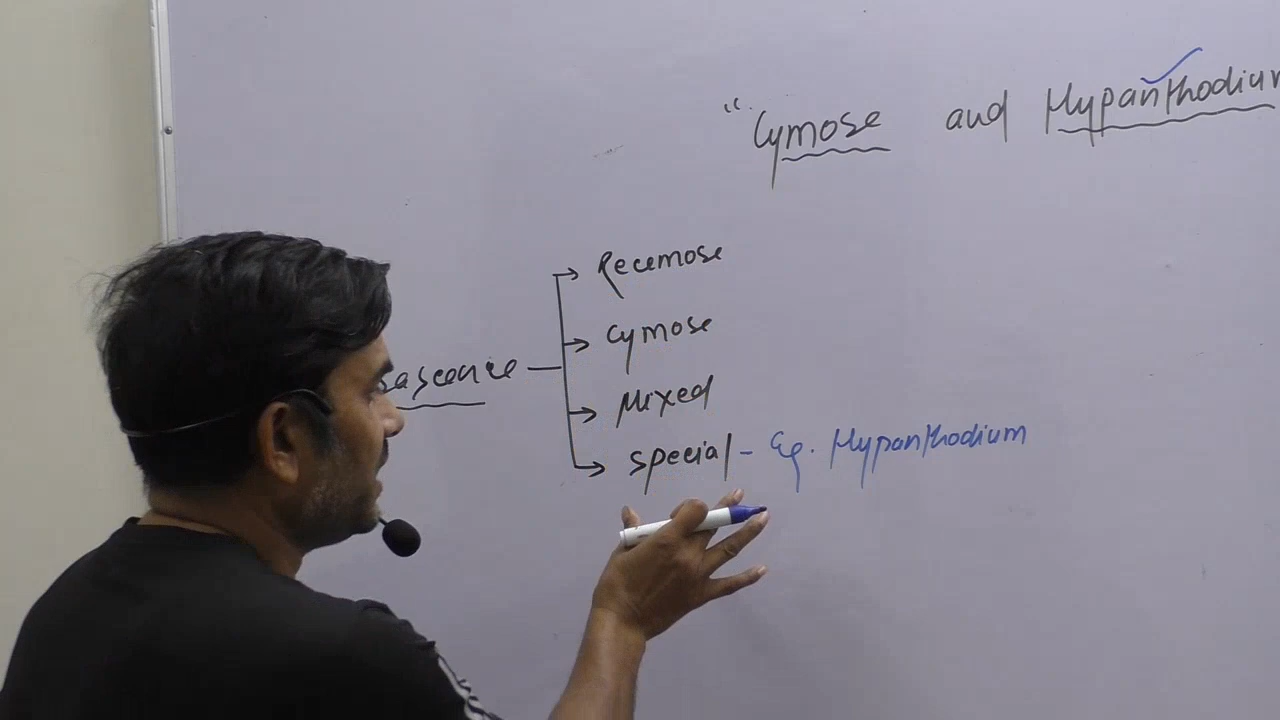 "Cymose and Hypanthodium
Recemose
Cymose
Mixed
special - Eg. Hypanthodium